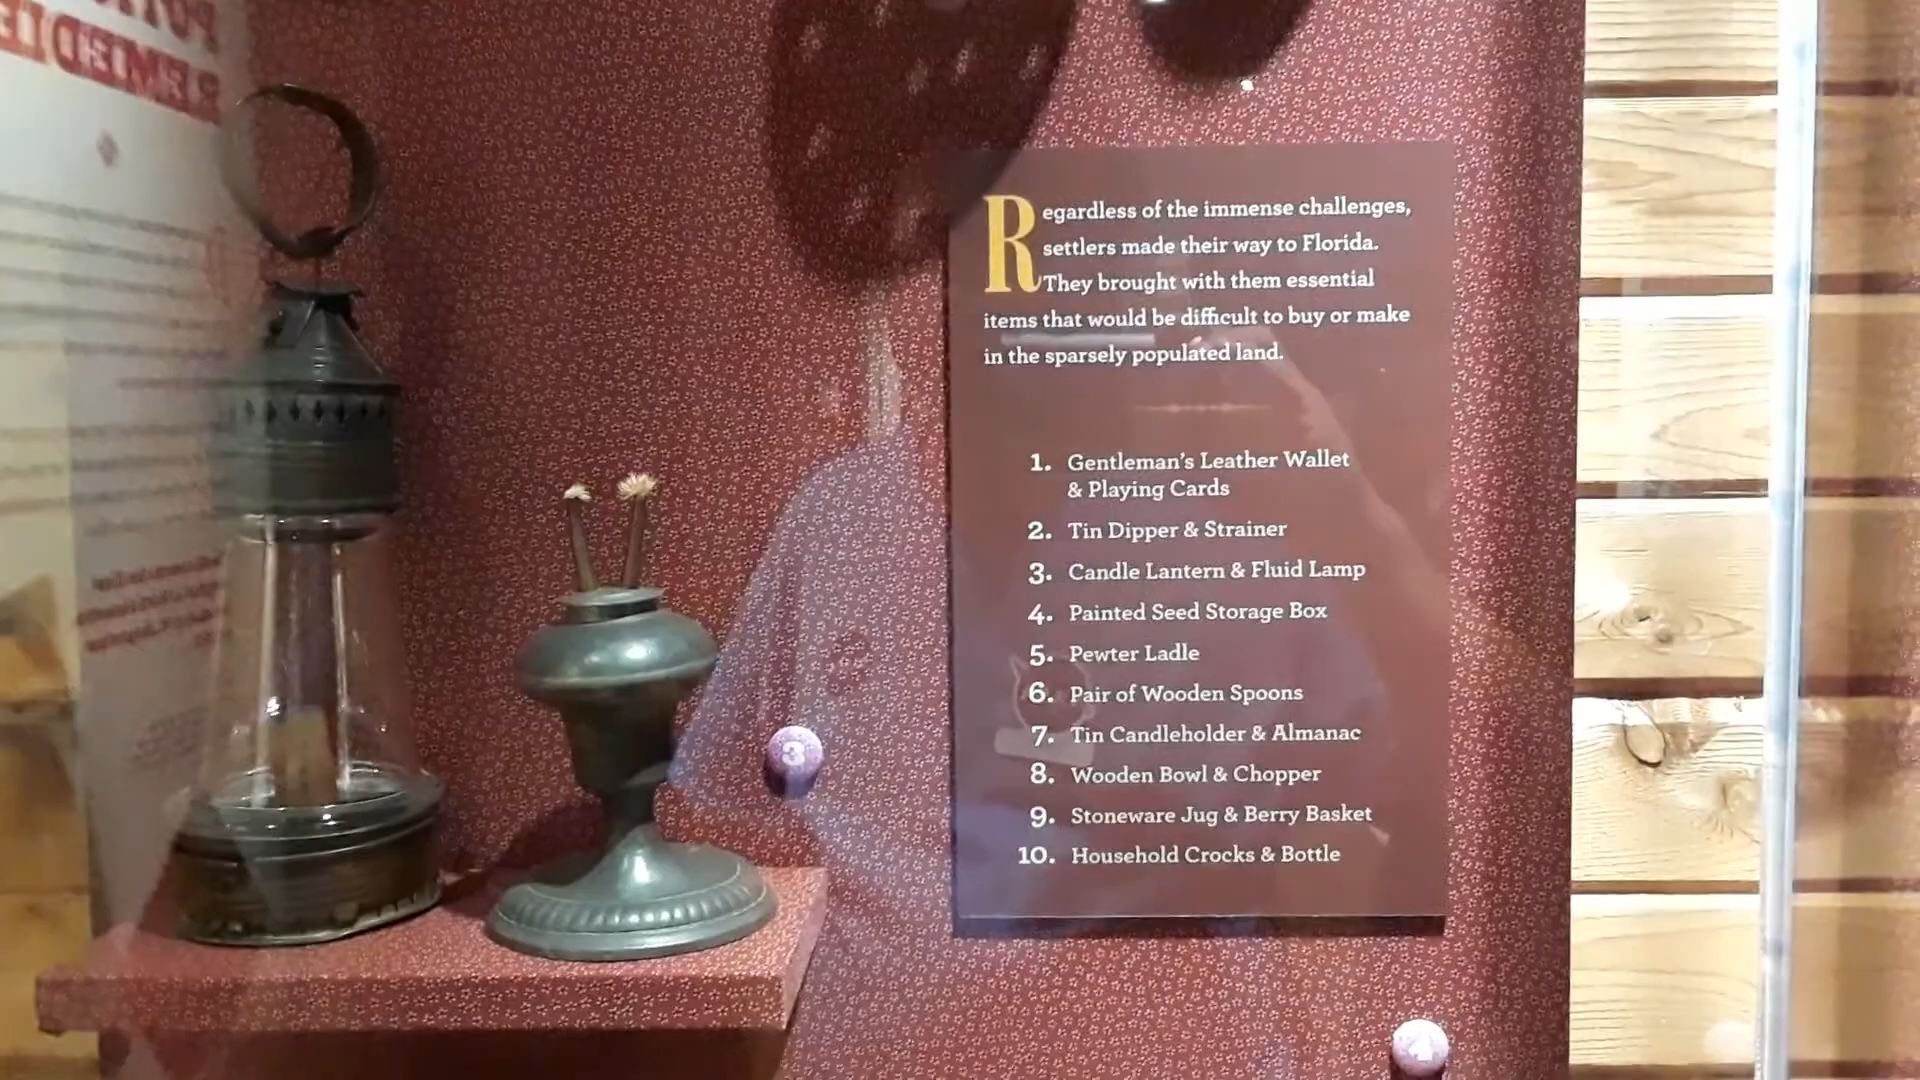 Regardless of the immense challenges,
settlers made their way to Florida.
They brought with them essential
items that would be difficult to buy or make
in the sparsely populated land.
1. Gentleman's Leather Wallet
& Playing Cards
2. Tin Dipper & Strainer
3. Candle Lantern & Fluid Lamp
4. Painted Seed Storage Box
5. Pewter Ladle
6. Pair of Wooden Spoons
7. Tin Candleholder & Almanac
8. Wooden Bowl & Chopper
9. Stoneware Jug & Berry Basket
10. Household Crocks & Bottle
3
4